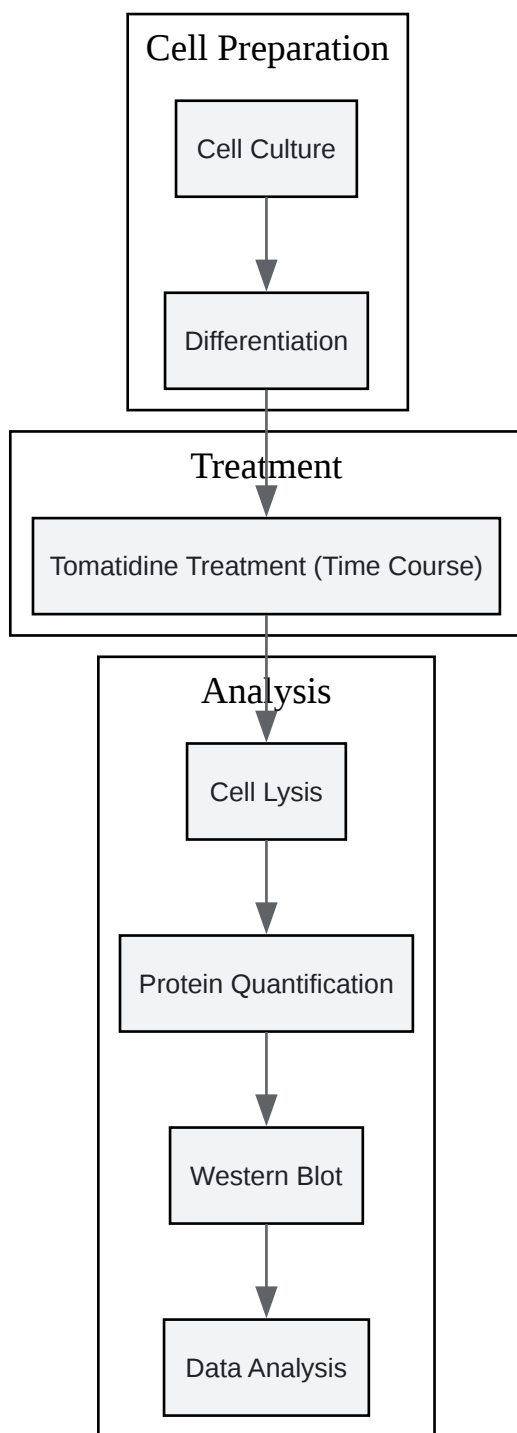 Cell Preparation
Cell Culture
Differentiation
Treatment
Tomatidine Treatment (Time Course)
Analysis
Cell Lysis
Protein Quantification
Western Blot
Data Analysis